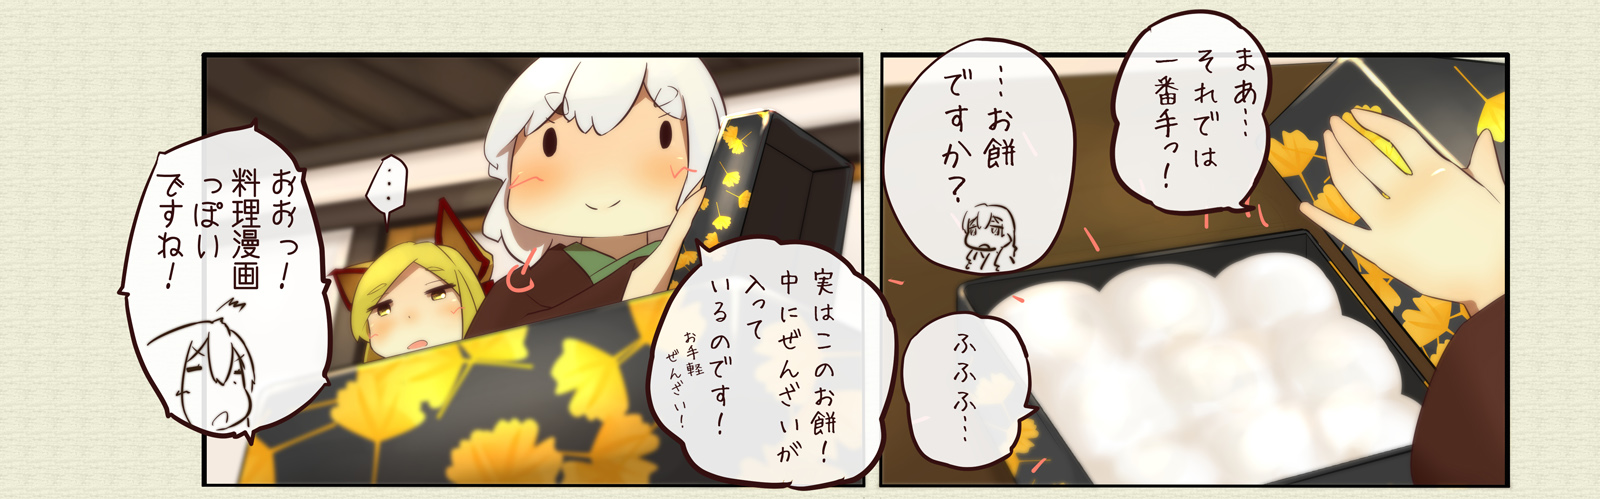 まあ…
それでは
一番手っ！
…お餅
ですか？
ふふふ…
実はこのお餅！
中にぜんざいが
入って
いるのです！
お手軽
ぜんざい！
…
おおっ！
料理漫画
っぽい
ですね！